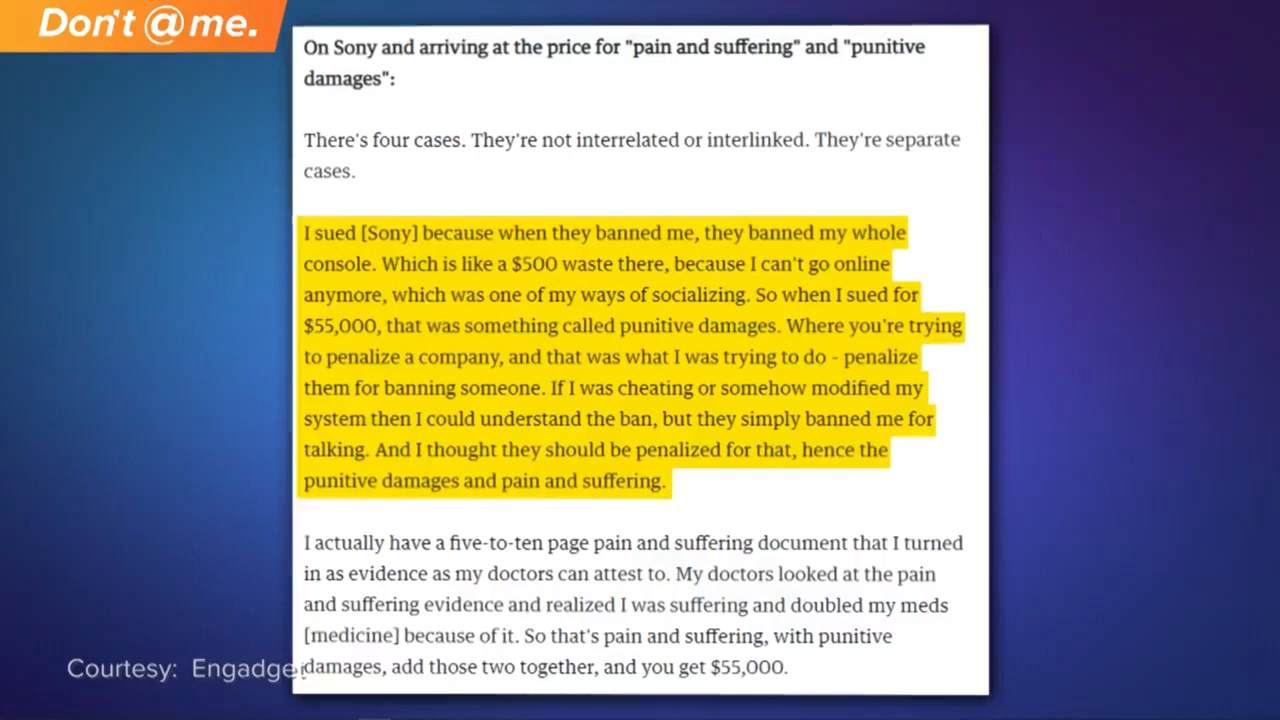 Don't @ me.
On Sony and arriving at the price for "pain and suffering" and "punitive
damages":
There's four cases. They're not interrelated or interlinked. They're separate
cases.
I sued [Sony] because when they banned me, they banned my whole
console. Which is like a $500 waste there, because I can't go online
anymore, which was one of my ways of socializing. So when I sued for
$55,000, that was something called punitive damages. Where you're trying
to penalize a company, and that was what I was trying to do - penalize
them for banning someone. If I was cheating or somehow modified my
system then I could understand the ban, but they simply banned me for
talking. And I thought they should be penalized for that, hence the
punitive damages and pain and suffering.
I actually have a five-to-ten page pain and suffering document that I turned
in as evidence as my doctors can attest to. My doctors looked at the pain
and suffering evidence and realized I was suffering and doubled my meds
[medicine] because of it. So that's pain and suffering, with punitive
damages, add those two together, and you get $55,000.
Courtesy: Engadget